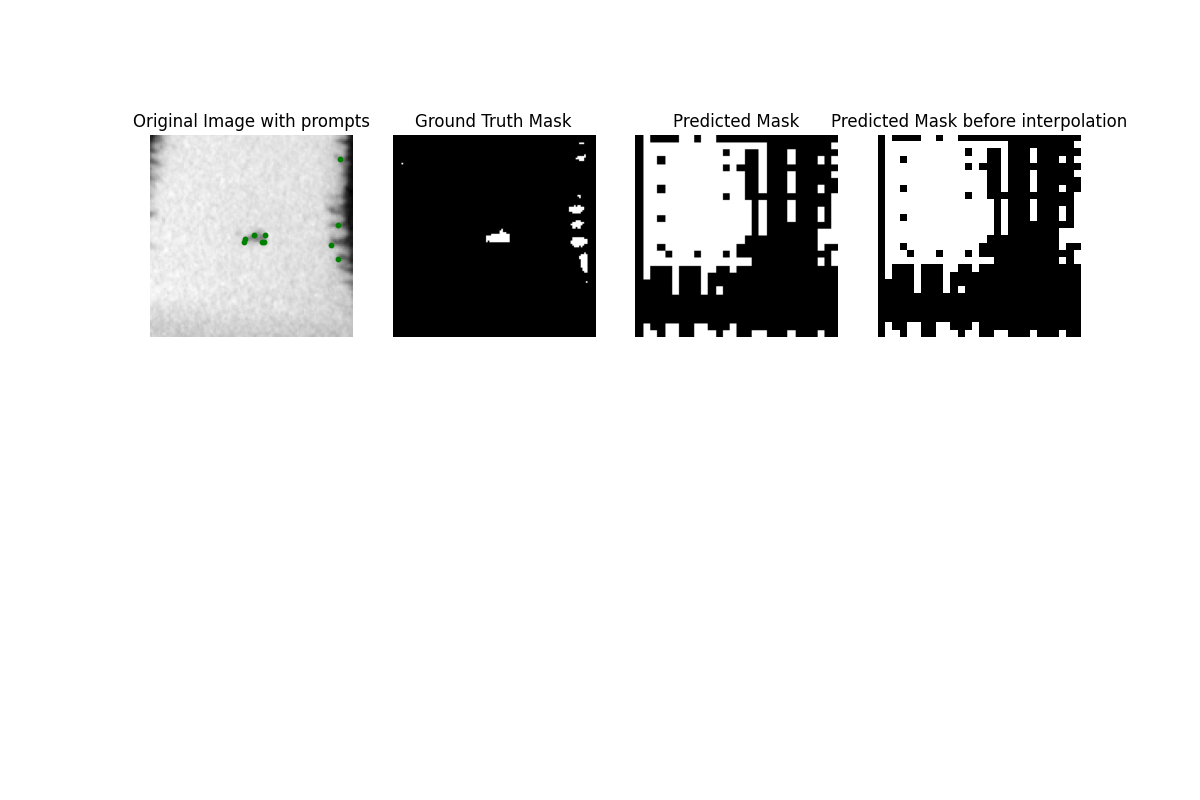 Original Image with prompts
Ground Truth Mask
Predicted Mask
Predicted Mask before interpolation